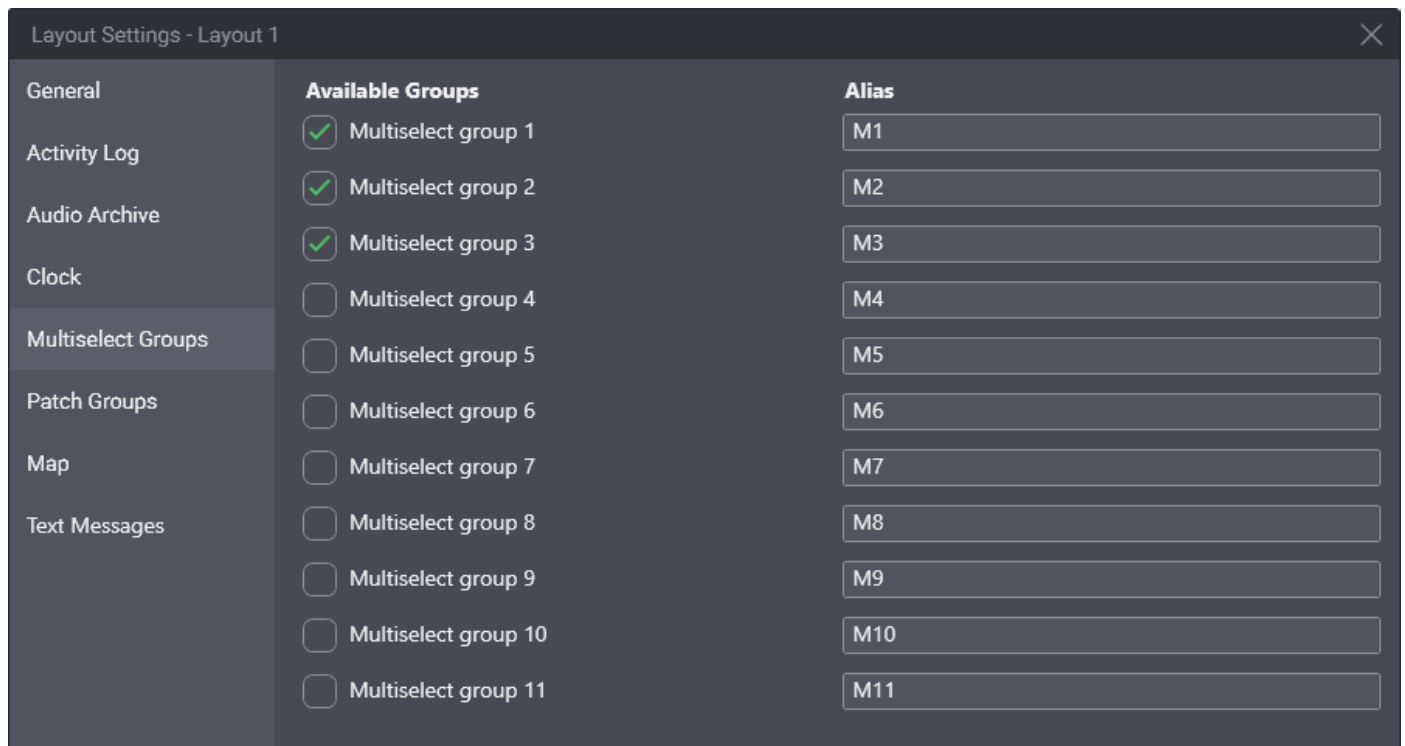 Layout Settings - Layout 1
General
Activity Log
Audio Archive
Clock
Multiselect Groups
Patch Groups
Map
Text Messages
Available Groups Alias
Multiselect group 1 M1
Multiselect group 2 M2
Multiselect group 3 M3
Multiselect group 4 M4
Multiselect group 5 M5
Multiselect group 6 M6
Multiselect group 7 M7
Multiselect group 8 M8
Multiselect group 9 M9
Multiselect group 10 M10
Multiselect group 11 M11